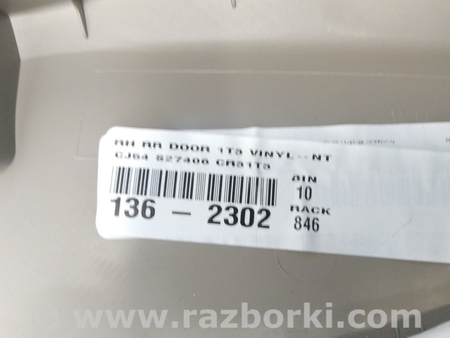 RH RR DOOR 1T5 VINYL--NT
CJ54 S27406 CR51T5
BIN
10
136 - 2302
RACK
846
www.razborki.com